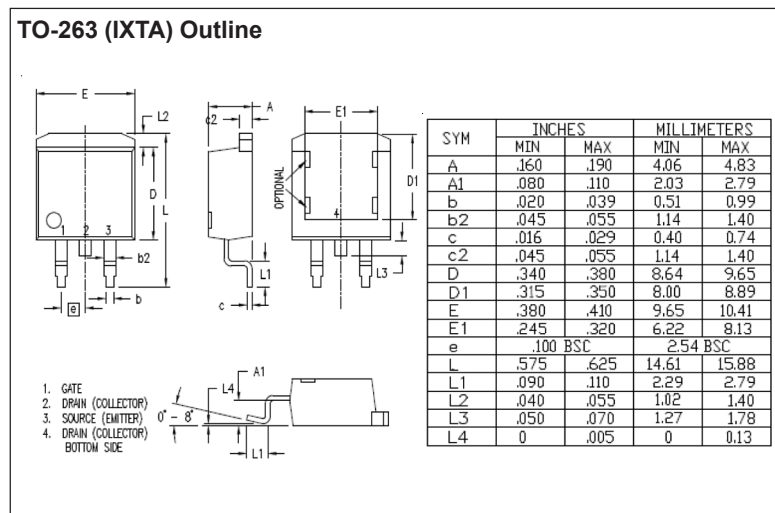 TO-263 (IXTA) Outline
E
L2
D
L
1 2 3
b2
e
b
A
c2
L1
c
E1
OPTIONAL
4
D1
L3
1. GATE
2. DRAIN (COLLECTOR)
3. SOURCE (EMITTER)
4. DRAIN (COLLECTOR)
BOTTOM SIDE
A1
L4
0° - 8°
L1
SYM INCHES MILLIMETERS
MIN MAX MIN MAX
A .160 .190 4.06 4.83
A1 .080 .110 2.03 2.79
b .020 .039 0.51 0.99
b2 .045 .055 1.14 1.40
c .016 .029 0.40 0.74
c2 .045 .055 1.14 1.40
D .340 .380 8.64 9.65
D1 .315 .350 8.00 8.89
E .380 .410 9.65 10.41
E1 .245 .320 6.22 8.13
e .100 BSC 2.54 BSC
L .575 .625 14.61 15.88
L1 .090 .110 2.29 2.79
L2 .040 .055 1.02 1.40
L3 .050 .070 1.27 1.78
L4 0 .005 0 0.13